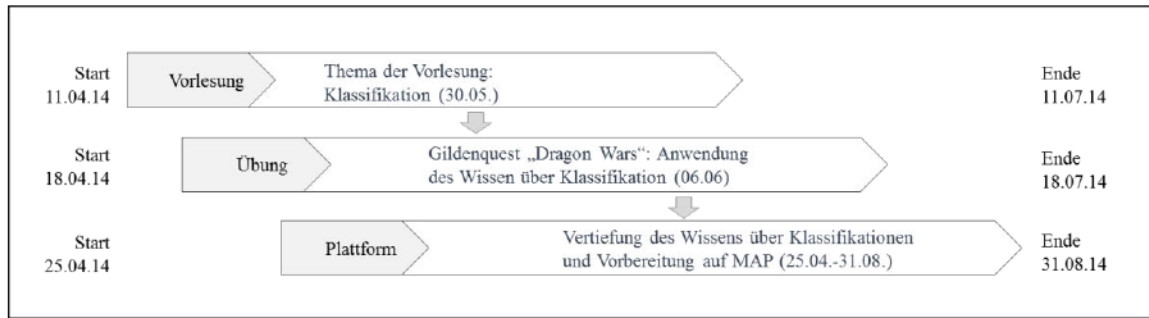 Start
11.04.14
Vorlesung
Thema der Vorlesung:
Klassifikation (30.05.)
Ende
11.07.14
Start
18.04.14
Übung
Gildenquest „Dragon Wars“: Anwendung
des Wissen über Klassifikation (06.06)
Ende
18.07.14
Start
25.04.14
Plattform
Vertiefung des Wissens über Klassifikationen
und Vorbereitung auf MAP (25.04.-31.08.)
Ende
31.08.14